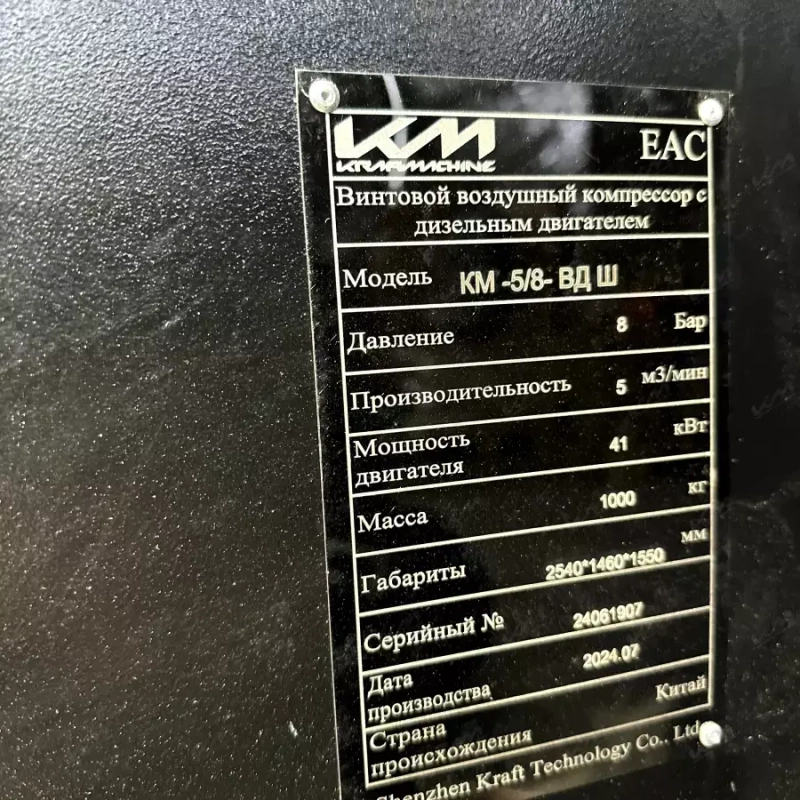 KM
KRAFTMACHINE
EAC
Винтовой воздушный компрессор с
дизельным двигателем
Модель КМ -5/8- ВД Ш
Давление 8 Бар
Производительность 5 м3/мин
Мощность
двигателя 41 кВт
Масса 1000 кг
Габариты 2540*1460*1550 мм
Серийный № 24061907
Дата
производства 2024.07
Страна
происхождения Китай
Shenzhen Kraft Technology Co., Ltd